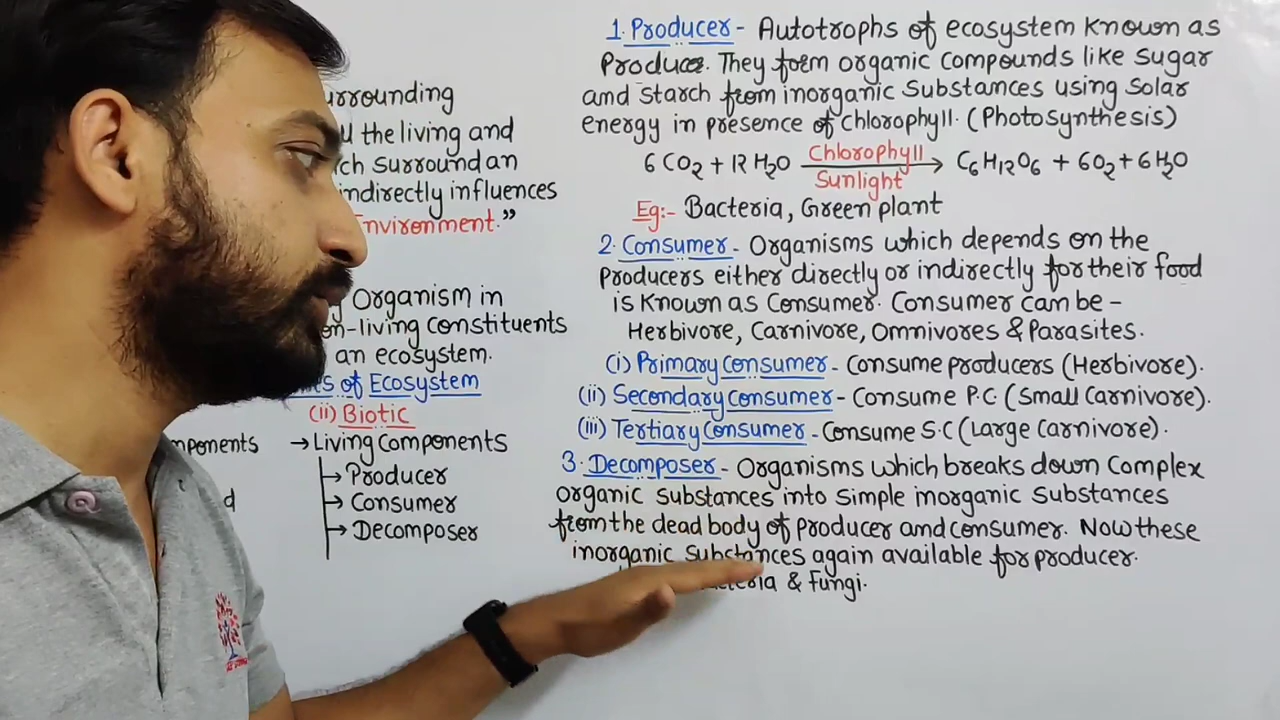 urrounding
the living and
ch surround an
indirectly influences
nvironment."
Organism in
n-living constituents
an ecosystem.
of Ecosystem
(ii) Biotic
mponents → Living Components
→ Producer
d → Consumer
→ Decomposer
1. Producer - Autotrophs of ecosystem known as
Producer. They form organic compounds like sugar
and starch from inorganic substances using solar
energy in presence of chlorophyll. (Photosynthesis)
6 CO2 + 12 H2O Chlorophyll Sunlight → C6H12O6 + 6O2 + 6H2O
Eg:- Bacteria, Green plant
2. Consumer - Organisms which depends on the
Producers either directly or indirectly for their food
is known as Consumer. Consumer can be -
Herbivore, Carnivore, Omnivores & Parasites.
(i) Primary consumer - Consume producers (Herbivore).
(ii) Secondary consumer - Consume P.C (Small Carnivore).
(iii) Tertiary Consumer - Consume S.C (Large Carnivore).
3. Decomposer - Organisms which breaks down Complex
organic substances into simple inorganic substances
from the dead body of producer and consumer. Now these
inorganic substances again available for producer.
& Fungi.